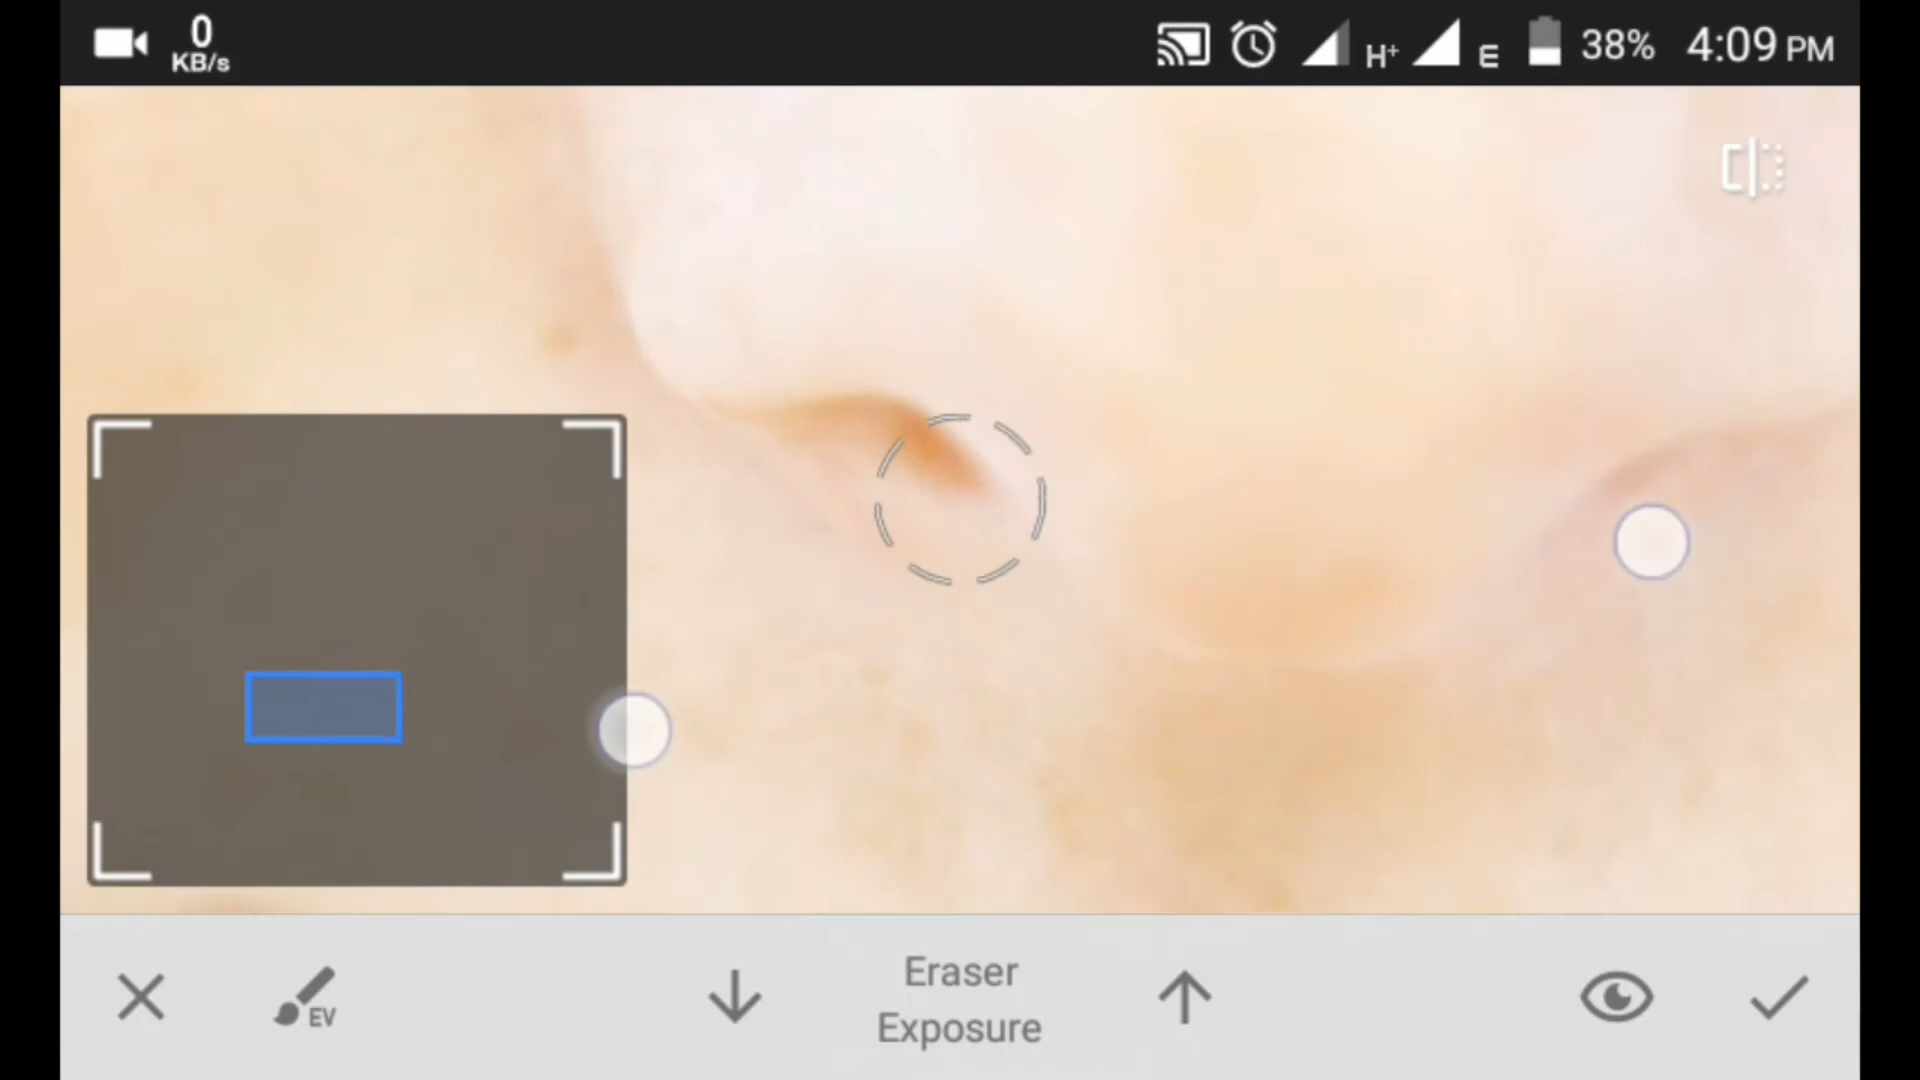 0
KB/s
H+
E
38%
4:09 PM
EV
Eraser
Exposure